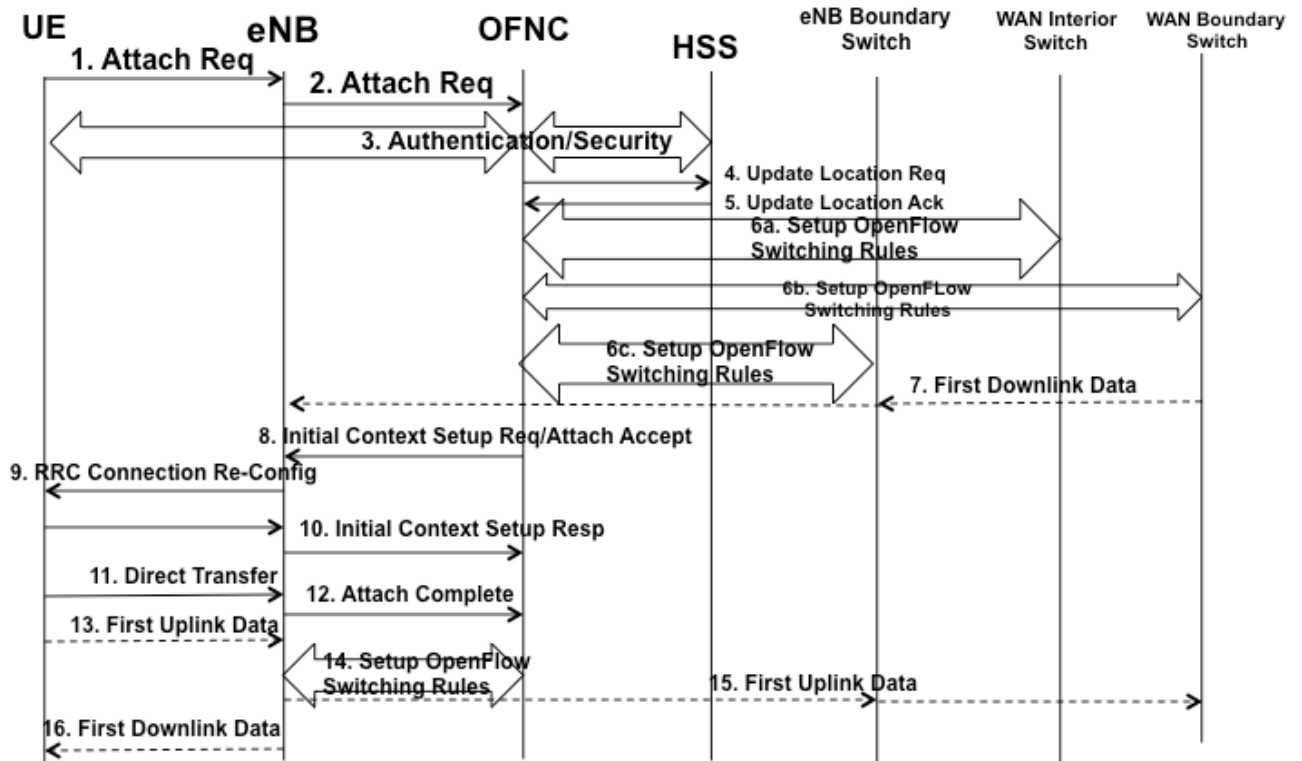 UE
eNB
OFNC
HSS
eNB Boundary
Switch
WAN Interior
Switch
WAN Boundary
Switch
1. Attach Req
2. Attach Req
3. Authentication/Security
4. Update Location Req
5. Update Location Ack
6a. Setup OpenFlow
Switching Rules
6b. Setup OpenFLow
Switching Rules
6c. Setup OpenFlow
Switching Rules
7. First Downlink Data
8. Initial Context Setup Req/Attach Accept
9. RRC Connection Re-Config
10. Initial Context Setup Resp
11. Direct Transfer
12. Attach Complete
13. First Uplink Data
14. Setup OpenFlow
Switching Rules
15. First Uplink Data
16. First Downlink Data